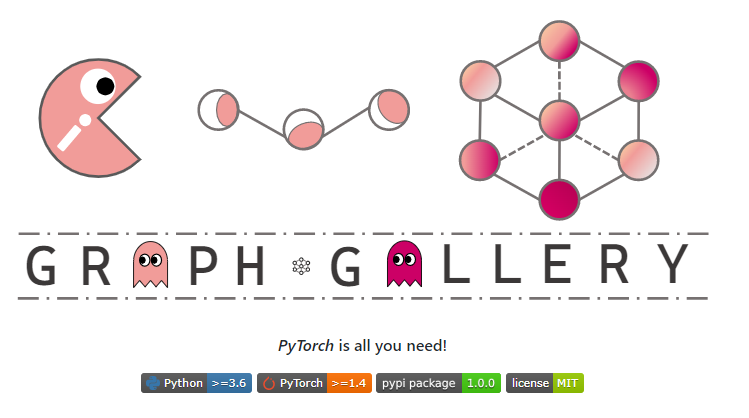 GR PH G LLERY
PyTorch is all you need!
Python >=3.6 PyTorch >=1.4 pypi package 1.0.0 license MIT